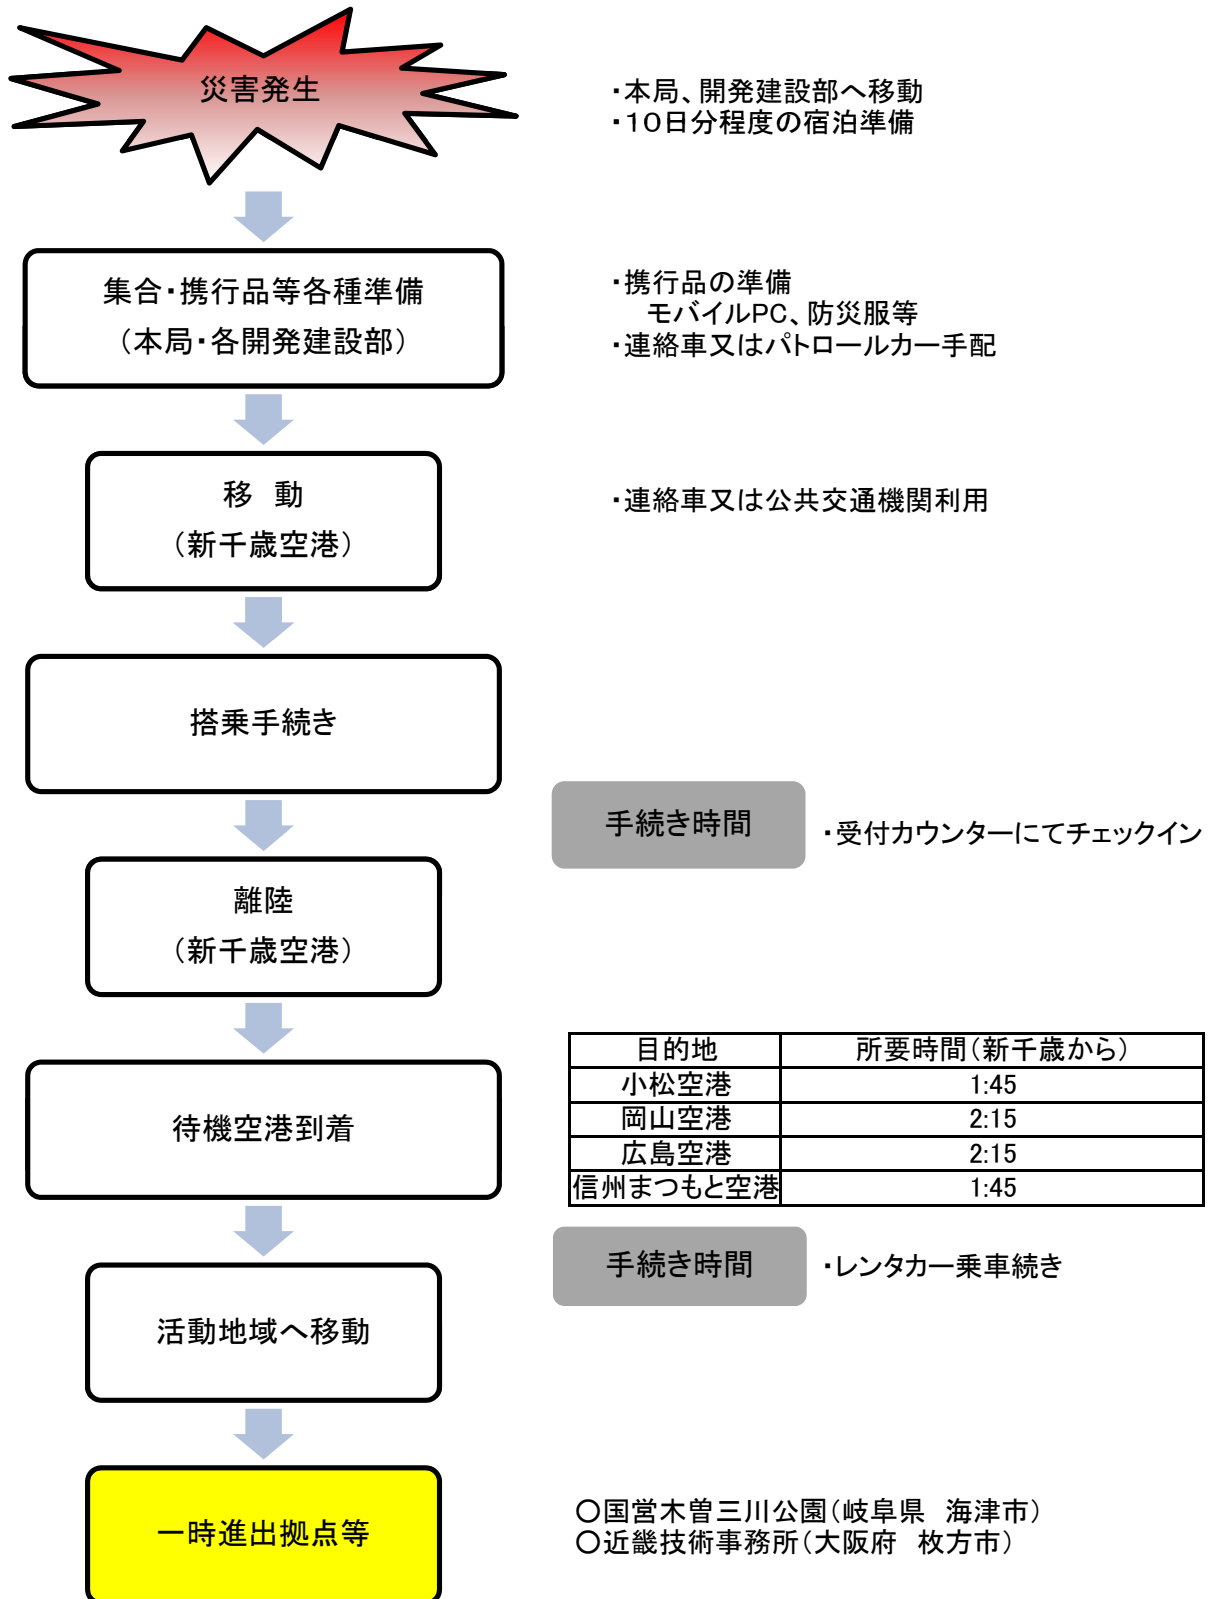 災害発生
・本局、開発建設部へ移動
・10日分程度の宿泊準備
集合・携行品等各種準備
（本局・各開発建設部）
・携行品の準備
モバイルPC、防災服等
・連絡車又はパトロールカー手配
移　動
（新千歳空港）
・連絡車又は公共交通機関利用
搭乗手続き
手続き時間
・受付カウンターにてチェックイン
離陸
（新千歳空港）
待機空港到着
目的地　所要時間（新千歳から）
小松空港　1:45
岡山空港　2:15
広島空港　2:15
信州まつもと空港　1:45
手続き時間
・レンタカー乗車続き
活動地域へ移動
一時進出拠点等
〇国営木曽三川公園（岐阜県　海津市）
〇近畿技術事務所（大阪府　枚方市）